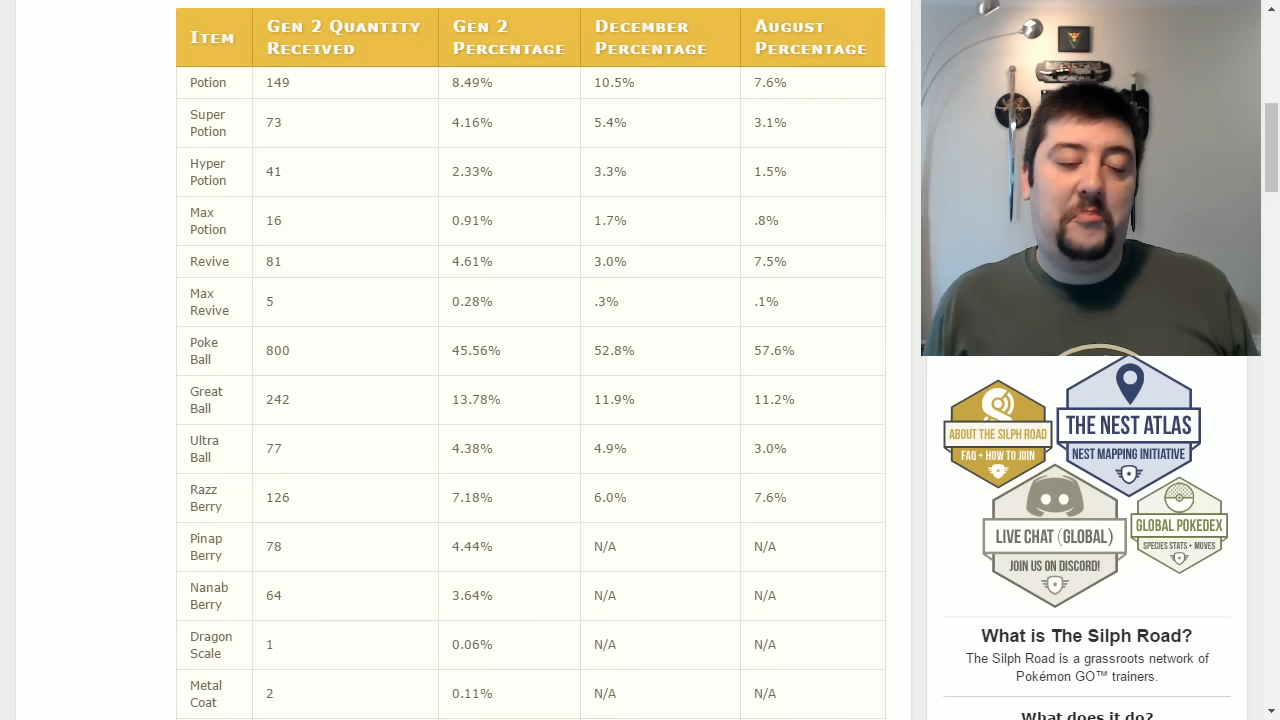 Item
Gen 2 Quantity
Received
Gen 2
Percentage
December
Percentage
August
Percentage
Potion 149 8.49% 10.5% 7.6%
Super
Potion
73 4.16% 5.4% 3.1%
Hyper
Potion
41 2.33% 3.3% 1.5%
Max
Potion
16 0.91% 1.7% .8%
Revive 81 4.61% 3.0% 7.5%
Max
Revive
5 0.28% .3% .1%
Poke
Ball
800 45.56% 52.8% 57.6%
Great
Ball
242 13.78% 11.9% 11.2%
Ultra
Ball
77 4.38% 4.9% 3.0%
Razz
Berry
126 7.18% 6.0% 7.6%
Pinap
Berry
78 4.44% N/A N/A
Nanab
Berry
64 3.64% N/A N/A
Dragon
Scale
1 0.06% N/A N/A
Metal
Coat
2 0.11% N/A N/A
ABOUT THE SILPH ROAD
FAQ + HOW TO JOIN
THE NEST ATLAS
NEST MAPPING INITIATIVE
LIVE CHAT (GLOBAL)
JOIN US ON DISCORD!
GLOBAL POKEDEX
SPECIES STATS + MOVES
What is The Silph Road?
The Silph Road is a grassroots network of
Pokémon GO™ trainers.
What does it do?